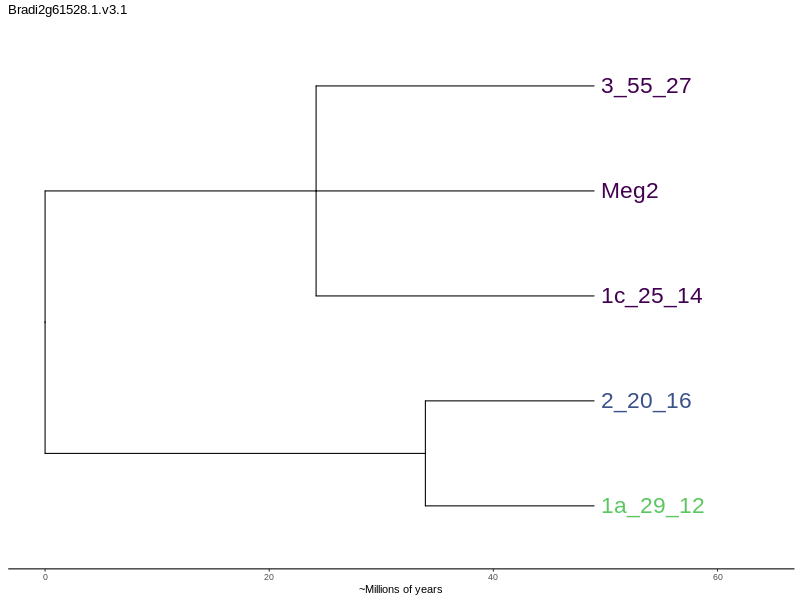 Bradi2g61528.1.v3.1
3_55_27
Meg2
1c_25_14
2_20_16
1a_29_12
0 20 40 60
~Millions of years